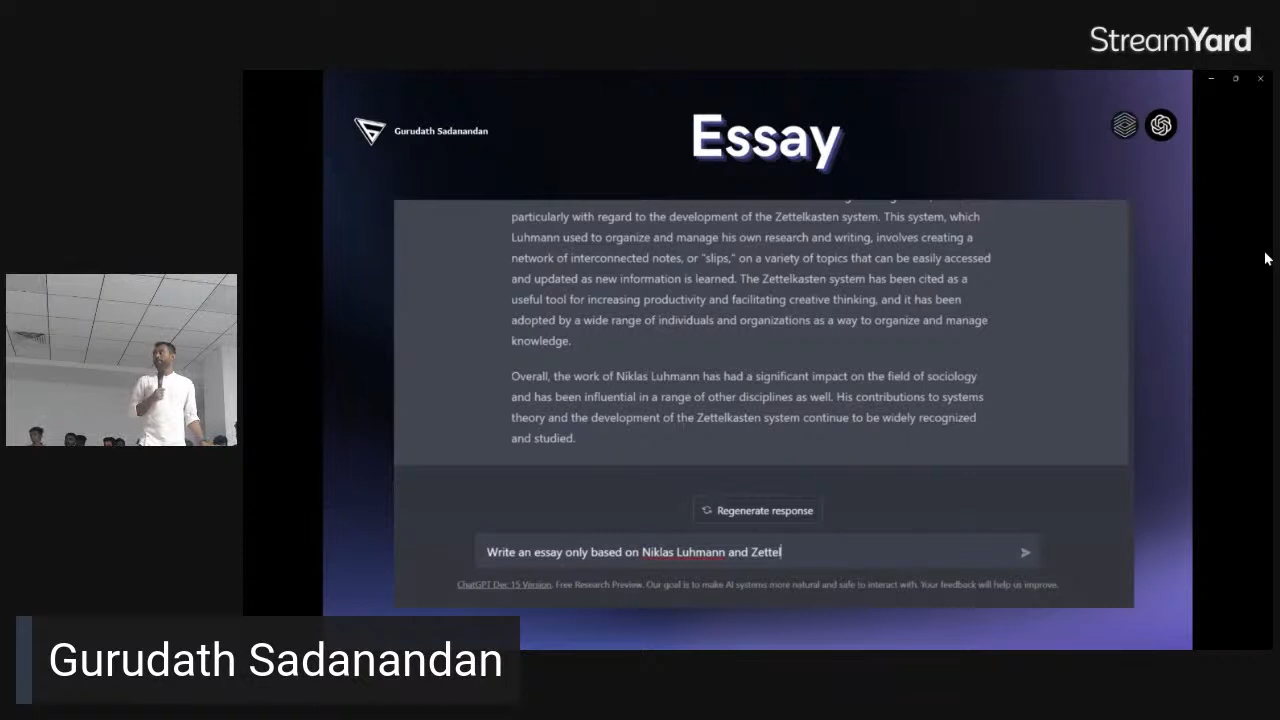 StreamYard
Gurudath Sadanandan
Essay
particularly with regard to the development of the Zettelkasten system. This system, which
Luhmann used to organize and manage his own research and writing, involves creating a
network of interconnected notes, or "slips," on a variety of topics that can be easily accessed
and updated as new information is learned. The Zettelkasten system has been cited as a
useful tool for increasing productivity and facilitating creative thinking, and it has been
adopted by a wide range of individuals and organizations as a way to organize and manage
knowledge.
Overall, the work of Niklas Luhmann has had a significant impact on the field of sociology
and has been influential in a range of other disciplines as well. His contributions to systems
theory and the development of the Zettelkasten system continue to be widely recognized
and studied.
Regenerate response
Write an essay only based on Niklas Luhmann and Zettel
ChatGPT Dec 15 Version. Free Research Preview. Our goal is to make AI systems more natural and safe to interact with. Your feedback will help us improve.
Gurudath Sadanandan